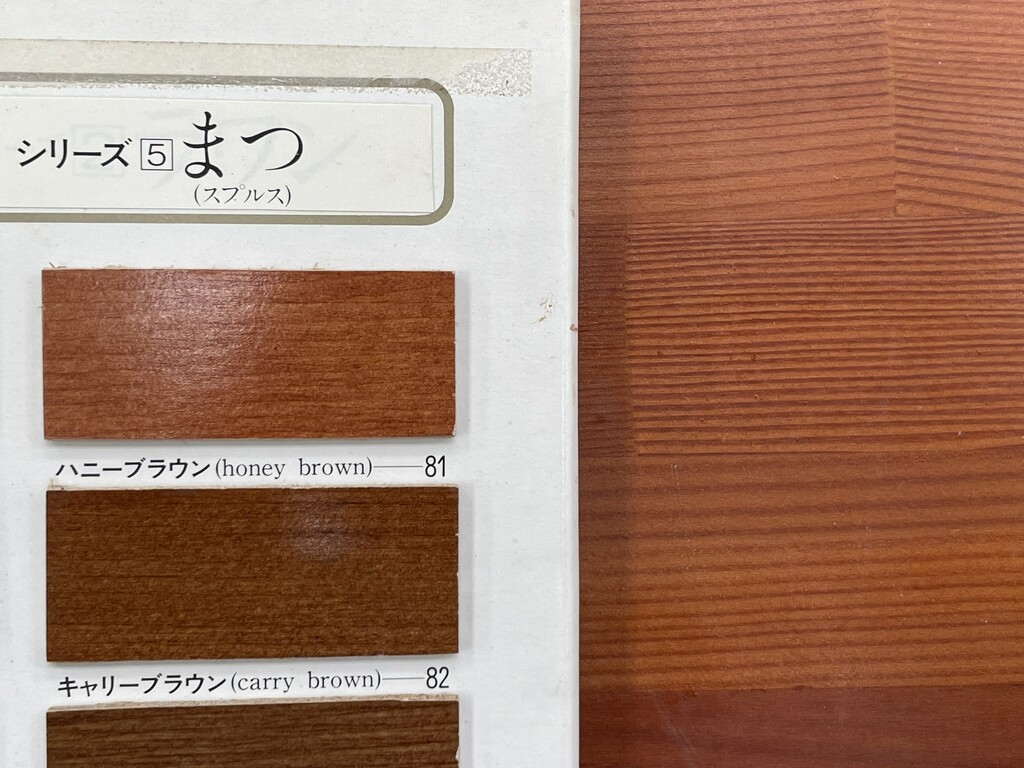 シリーズ5まつ
(スプルス)
ハニーブラウン(honey brown)——81
キャリーブラウン(carry brown)——82